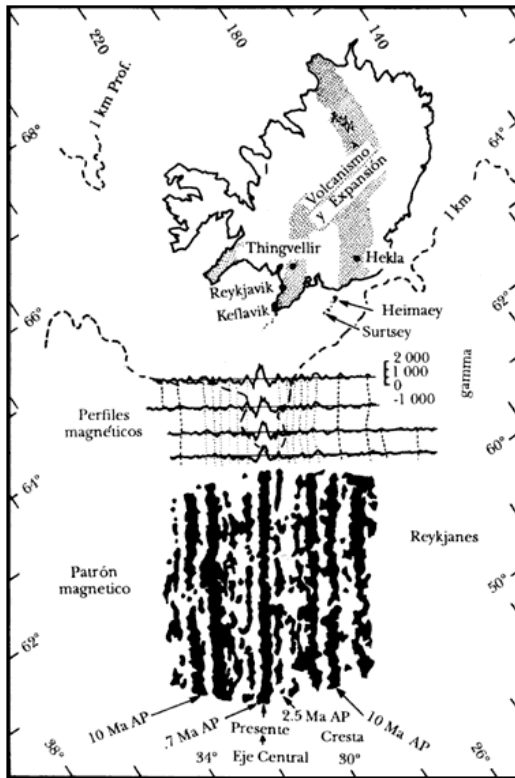 220
180
140
1 km Prof.
68°
64°
Volcanismo
y Expansión
1 km
Thingvellir
Hekla
Reykjavik
Keflavik
Heimaey
Surtsey
62°
66°
2 000
1 000
0
-1 000
gamma
Perfiles
magnéticos
60°
64°
Patrón
magnetico
Reykjanes
50°
62°
10 Ma AP
.7 Ma AP
Presente
2.5 Ma AP
Cresta
10 Ma AP
38°
34°
Eje Central
30°
26°